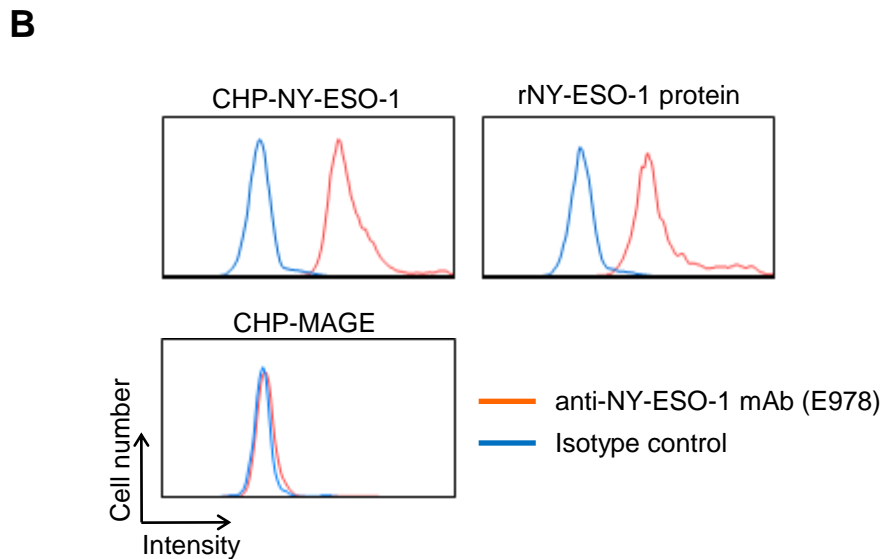 B
CHP-NY-ESO-1
rNY-ESO-1 protein
CHP-MAGE
anti-NY-ESO-1 mAb (E978)
Isotype control
Cell number
Intensity